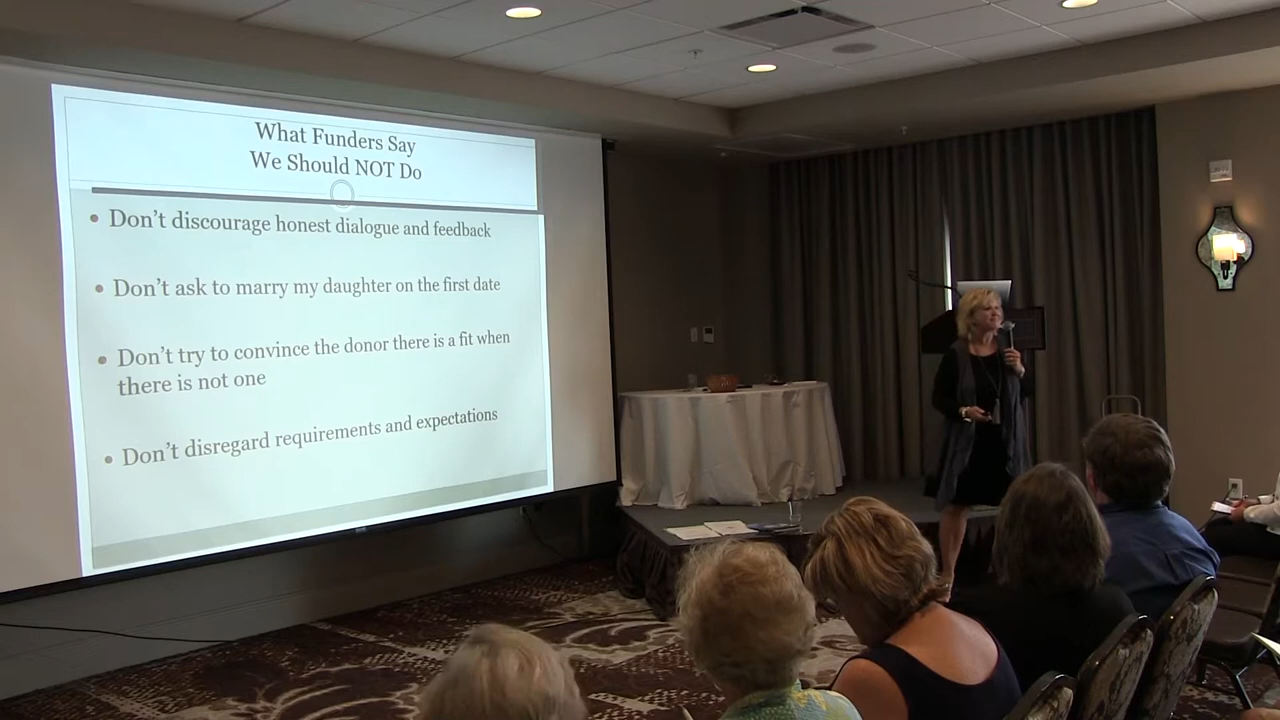 What Funders Say
We Should NOT Do
• Don't discourage honest dialogue and feedback
• Don't ask to marry my daughter on the first date
• Don't try to convince the donor there is a fit when
there is not one
• Don't disregard requirements and expectations